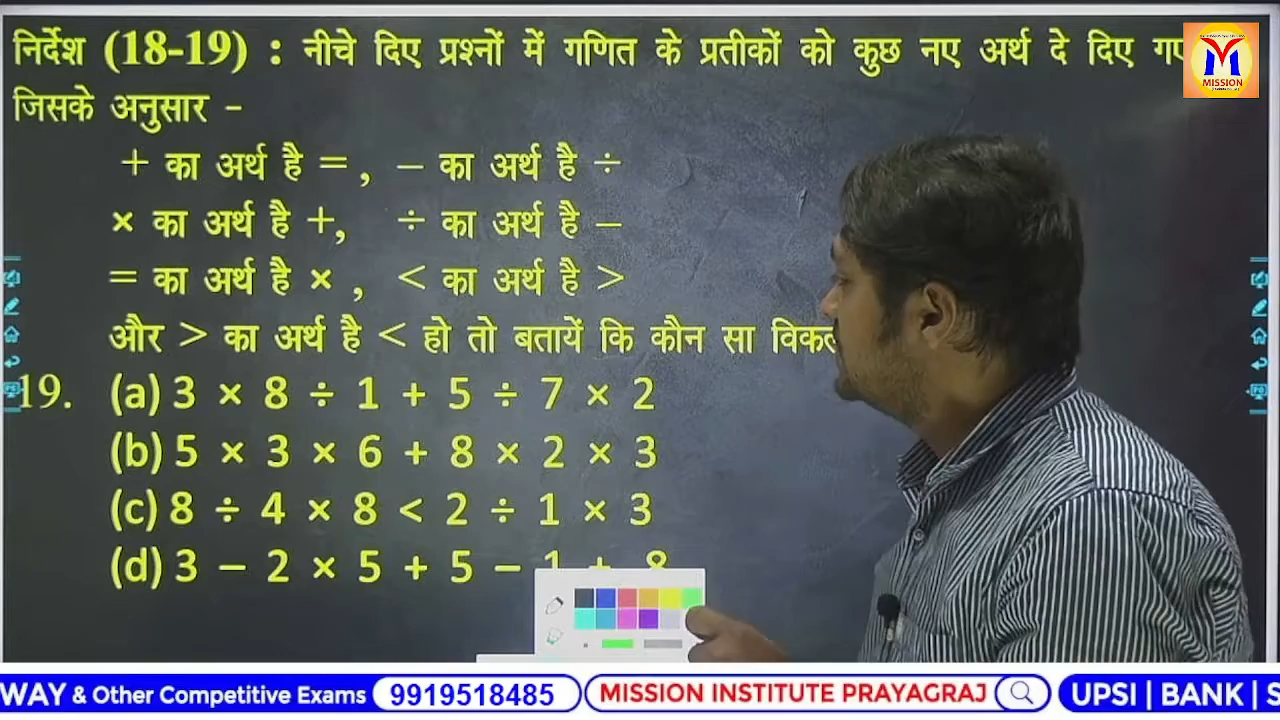 निर्देश (18-19) : नीचे दिए प्रश्नों में गणित के प्रतीकों को कुछ नए अर्थ दे दिए
जिसके अनुसार –
+ का अर्थ है = , – का अर्थ है ÷
× का अर्थ है +, ÷ का अर्थ है –
= का अर्थ है × , < का अर्थ है >
और > का अर्थ है < हो तो बतायें कि कौन सा
19. (a) 3 × 8 ÷ 1 + 5 ÷ 7 × 2
(b) 5 × 3 × 6 + 8 × 2 × 3
(c) 8 ÷ 4 × 8 < 2 ÷ 1 × 3
(d) 3 – 2 × 5 + 5 – 1 + 8
MISSION
WAY & Other Competitive Exams 9919518485 MISSION INSTITUTE PRAYAGRAJ UPSI | BANK | S